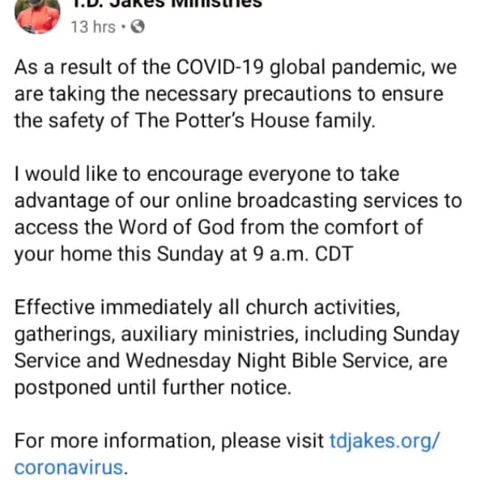 T.D. Jakes Ministries
13 hrs •
As a result of the COVID-19 global pandemic, we
are taking the necessary precautions to ensure
the safety of The Potter's House family.
I would like to encourage everyone to take
advantage of our online broadcasting services to
access the Word of God from the comfort of
your home this Sunday at 9 a.m. CDT
Effective immediately all church activities,
gatherings, auxiliary ministries, including Sunday
Service and Wednesday Night Bible Service, are
postponed until further notice.
For more information, please visit tdjakes.org/
coronavirus.